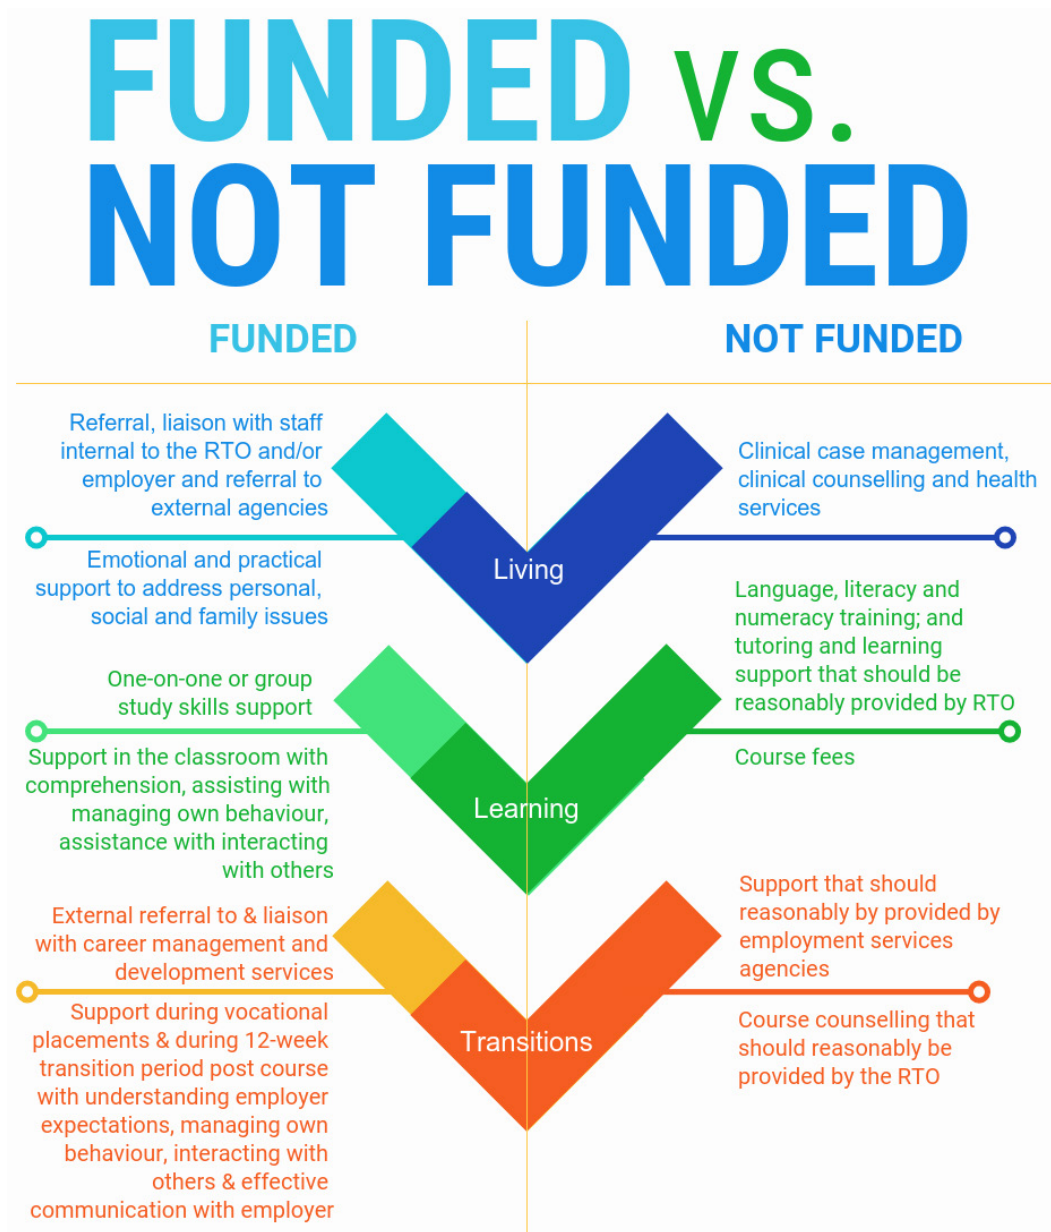 FUNDED VS.
NOT FUNDED
FUNDED
NOT FUNDED
Referral, liaison with staff
internal to the RTO and/or
employer and referral to
external agencies
Emotional and practical
support to address personal,
social and family issues
Living
Clinical case management,
clinical counselling and health
services
One-on-one or group
study skills support
Support in the classroom with
comprehension, assisting with
managing own behaviour,
assistance with interacting
with others
Learning
Language, literacy and
numeracy training; and
tutoring and learning
support that should be
reasonably provided by RTO
Course fees
External referral to & liaison
with career management and
development services
Support during vocational
placements & during 12-week
transition period post course
with understanding employer
expectations, managing own
behaviour, interacting with
others & effective
communication with employer
Transitions
Support that should
reasonably by provided by
employment services
agencies
Course counselling that
should reasonably be
provided by the RTO